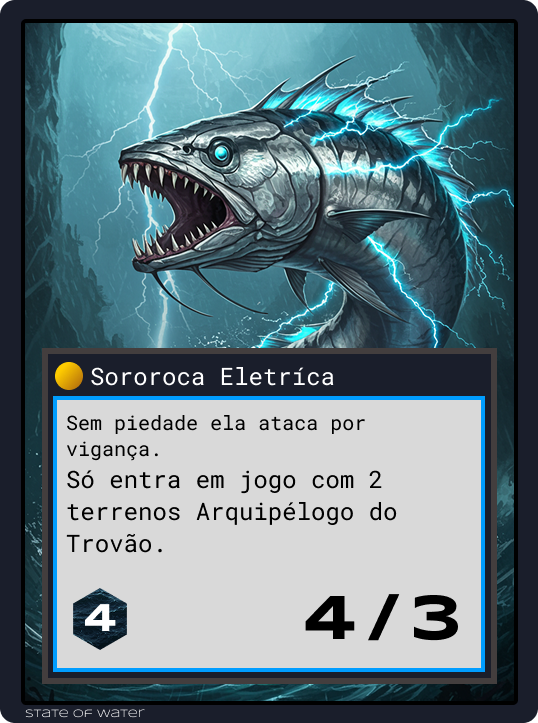 Sororoca Eletríca
Sem piedade ela ataca por
vigança.
Só entra em jogo com 2
terrenos Arquipélogo do
Trovão.
4
4/3
STATE OF WATER